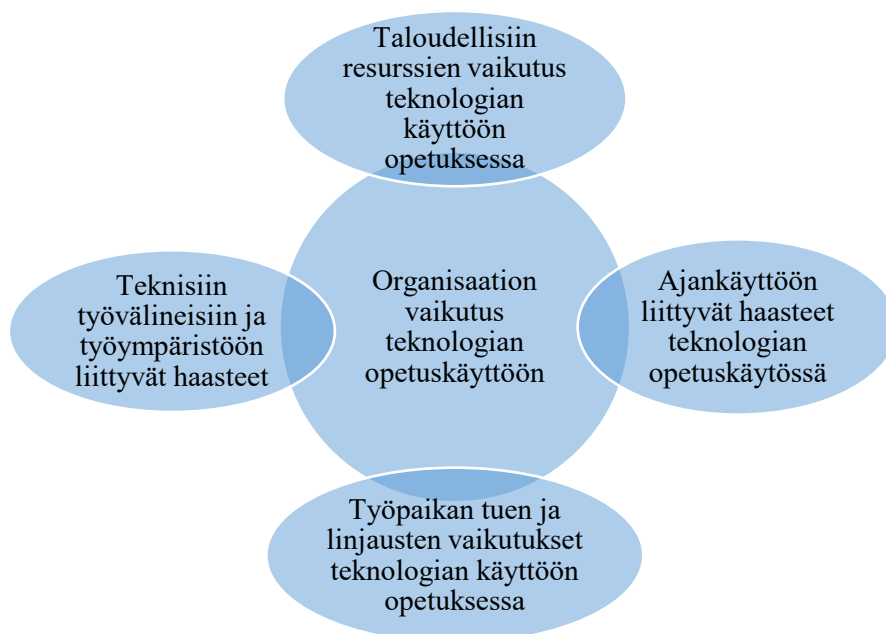 Taloudellisiin
resurssien vaikutus
teknologian
käyttöön
opetuksessa
Teknisiin
työvälineisiin ja
työympäristöön
liittyvät haasteet
Organisaation
vaikutus
teknologian
opetuskäyttöön
Ajankäyttöön
liittyvät haasteet
teknologian
opetuskäytössä
Työpaikan tuen ja
linjausten vaikutukset
teknologian käyttöön
opetuksessa